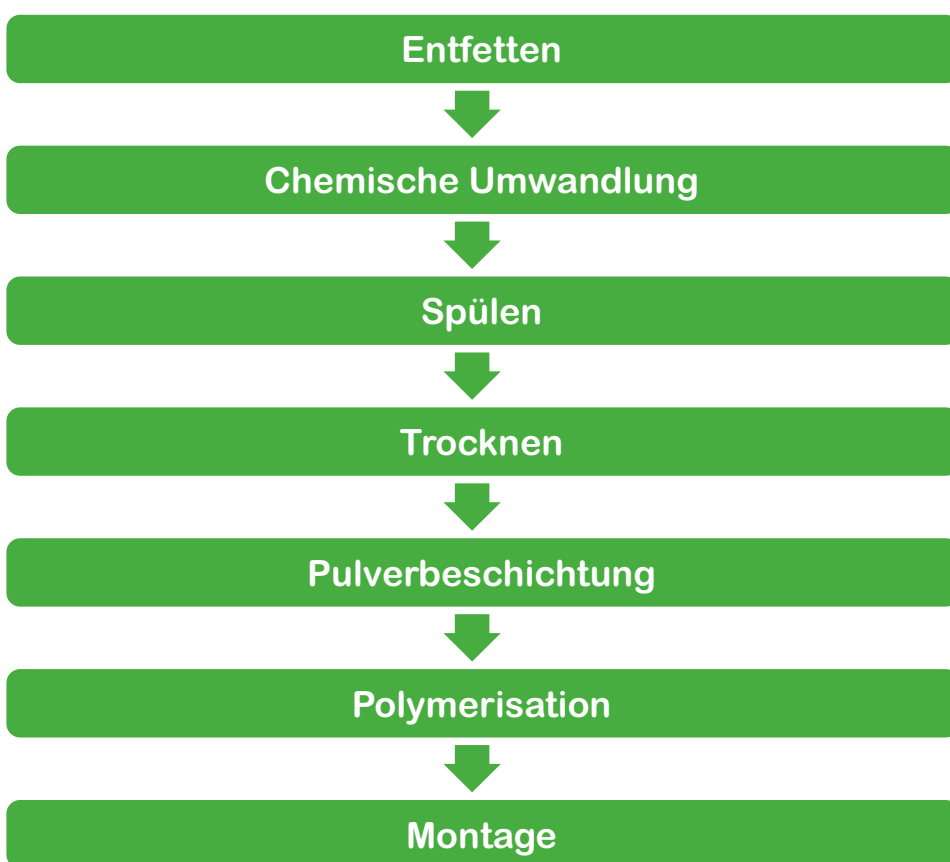 Entfetten
Chemische Umwandlung
Spülen
Trocknen
Pulverbeschichtung
Polymerisation
Montage